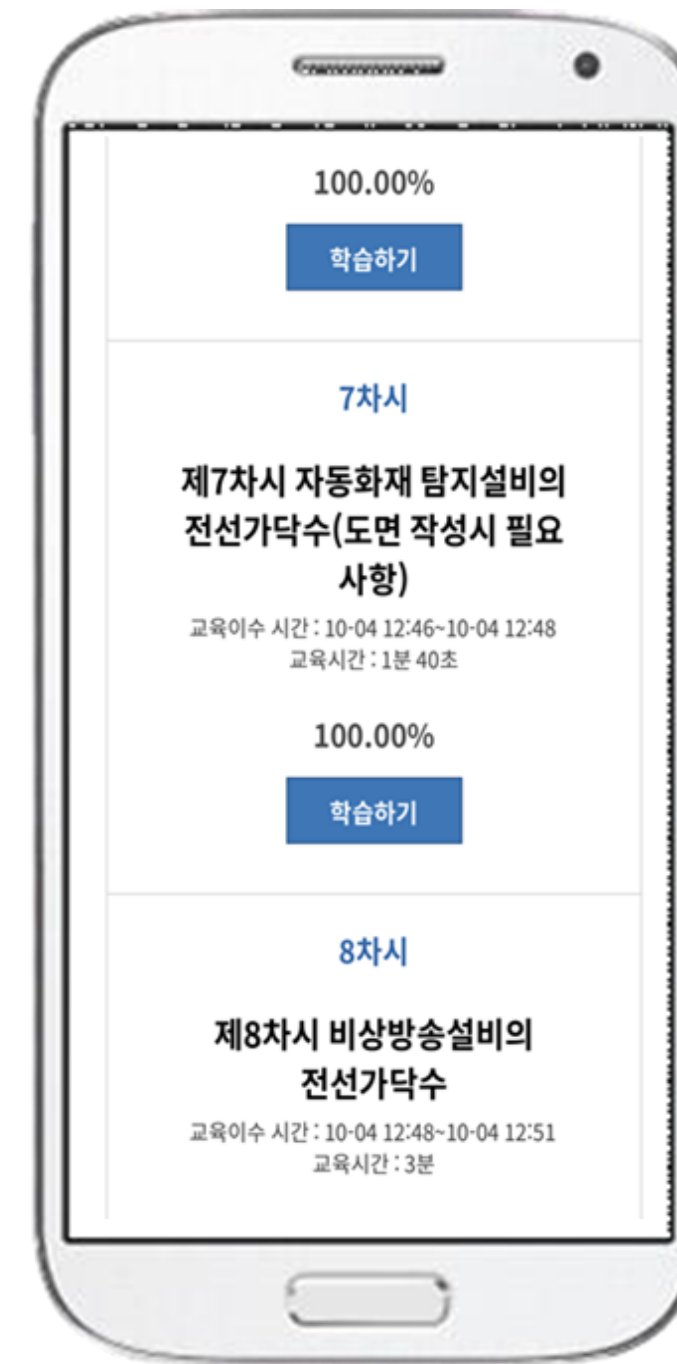 100.00%
학습하기
7차시
제7차시 자동화재 탐지설비의
전선가닥수(도면 작성시 필요
사항)
교육이수 시간 : 10-04 12:46~10-04 12:48
교육시간 : 1분 40초
100.00%
학습하기
8차시
제8차시 비상방송설비의
전선가닥수
교육이수 시간 : 10-04 12:48~10-04 12:51
교육시간 : 3분